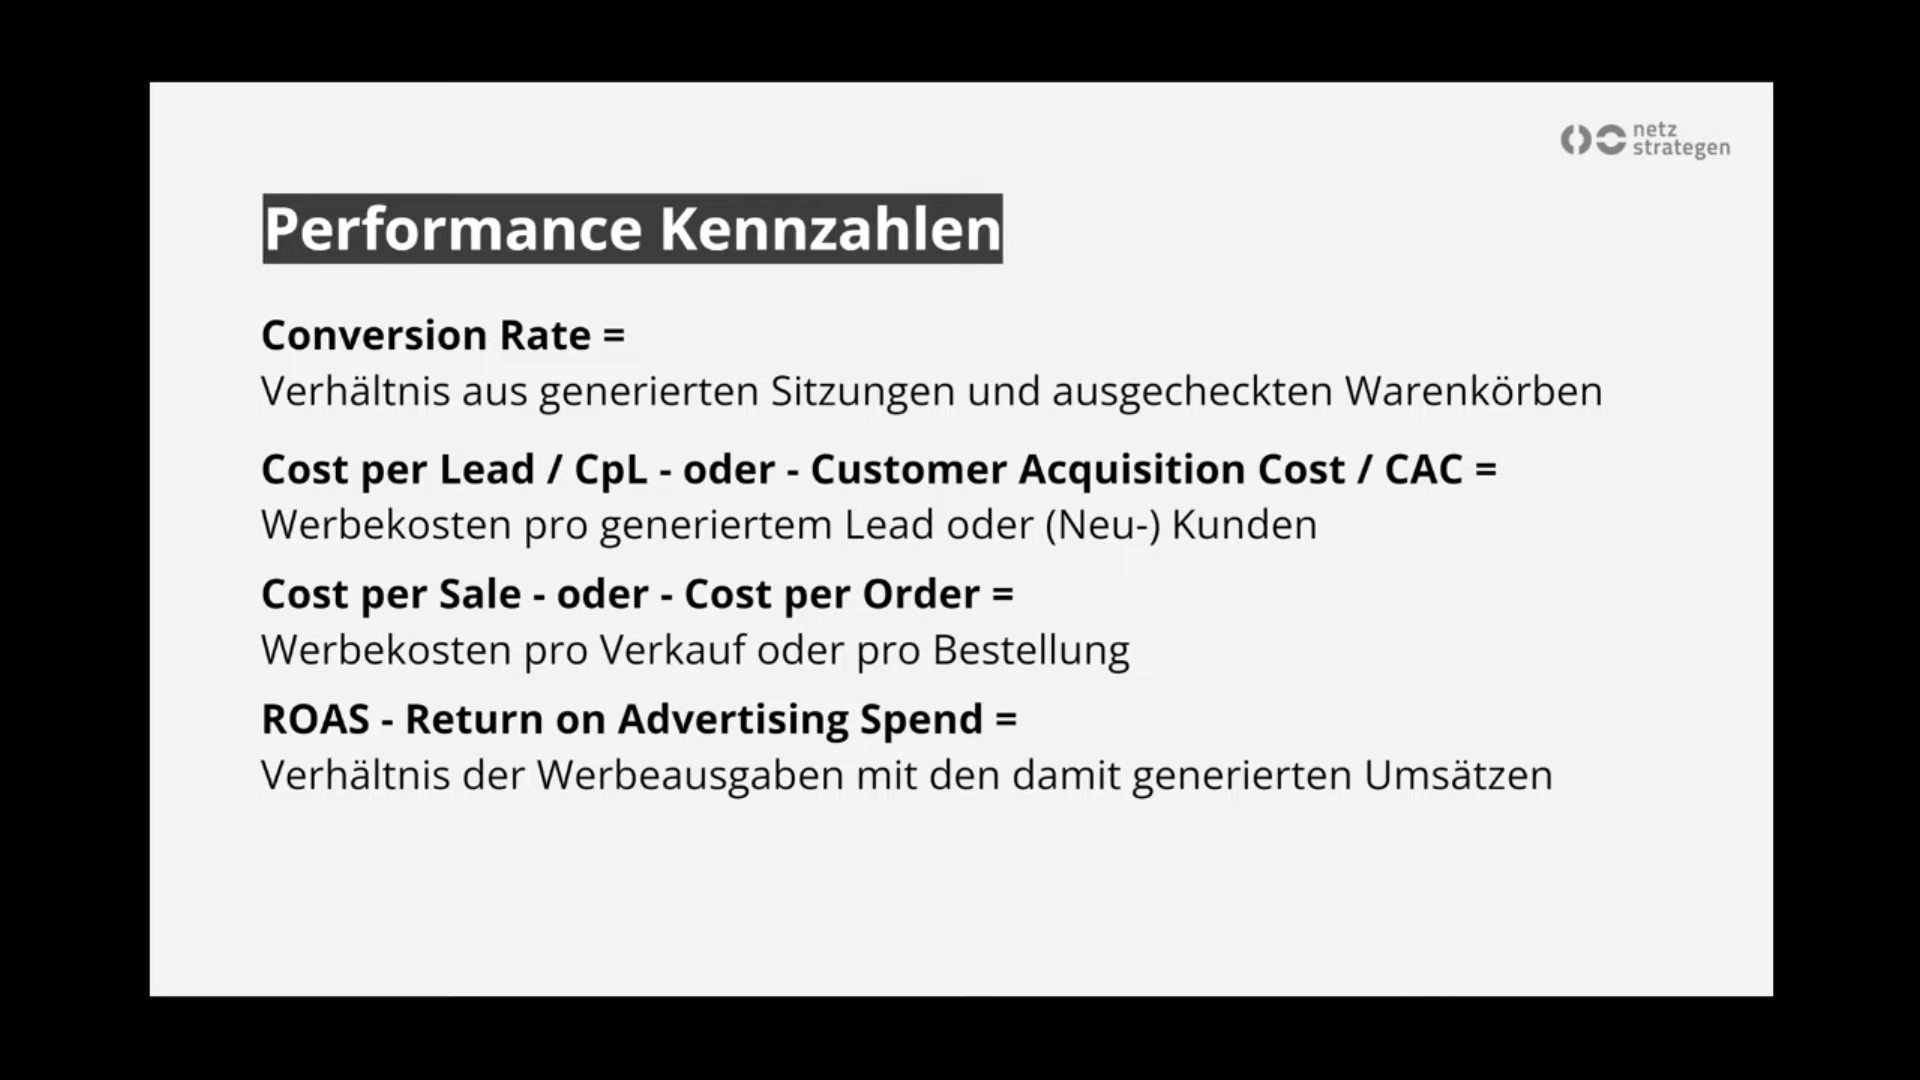 netz
strategen
Performance Kennzahlen
Conversion Rate =
Verhältnis aus generierten Sitzungen und ausgecheckten Warenkörben
Cost per Lead / CpL - oder - Customer Acquisition Cost / CAC =
Werbekosten pro generiertem Lead oder (Neu-) Kunden
Cost per Sale - oder - Cost per Order =
Werbekosten pro Verkauf oder pro Bestellung
ROAS - Return on Advertising Spend =
Verhältnis der Werbeausgaben mit den damit generierten Umsätzen